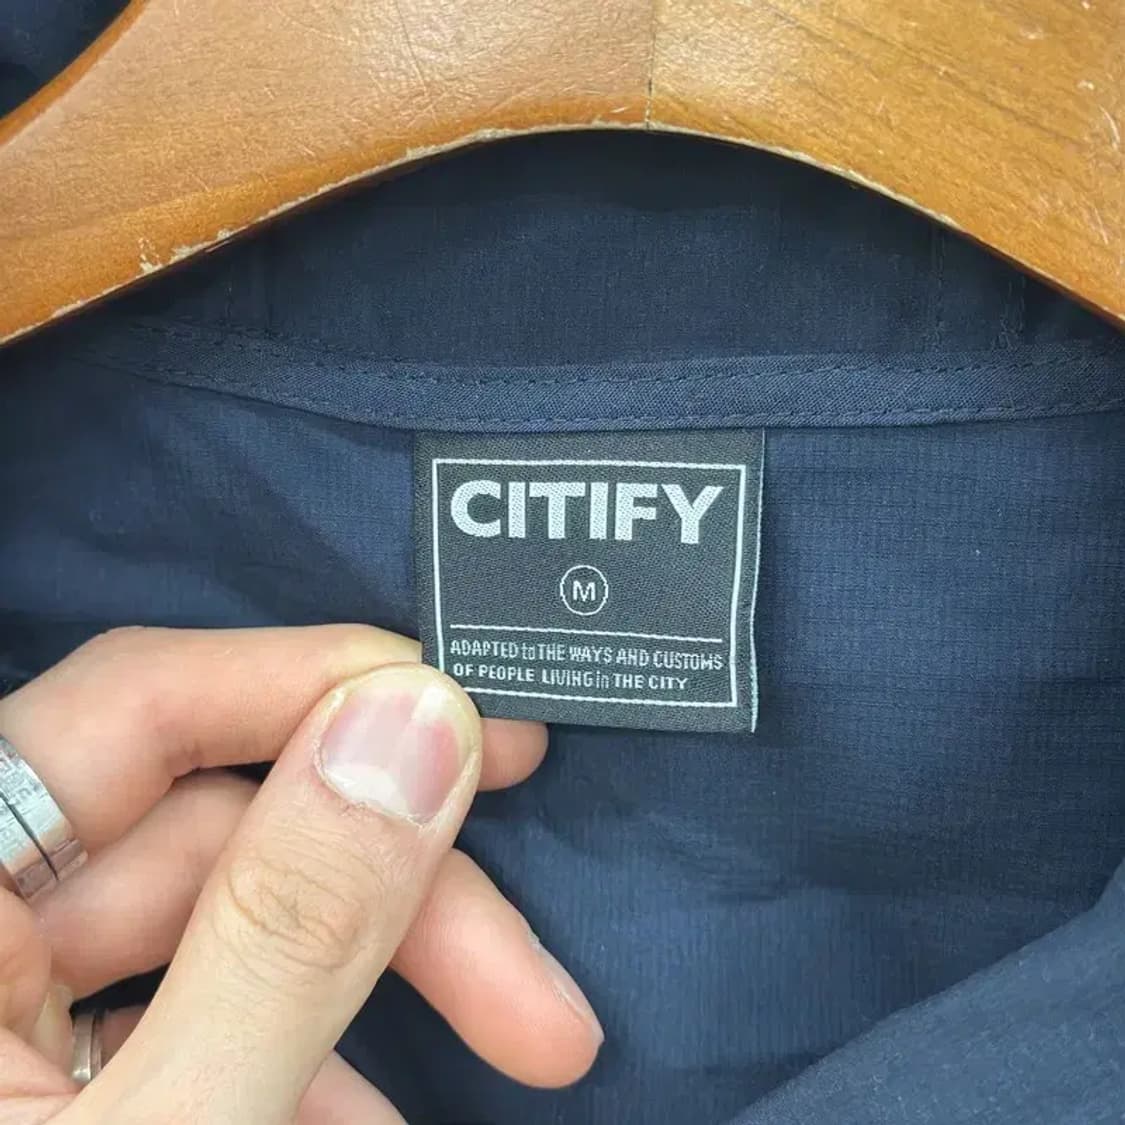 CITIFY
M
ADAPTED to THE WAYS AND CUSTOMS
OF PEOPLE LIVING in THE CITY